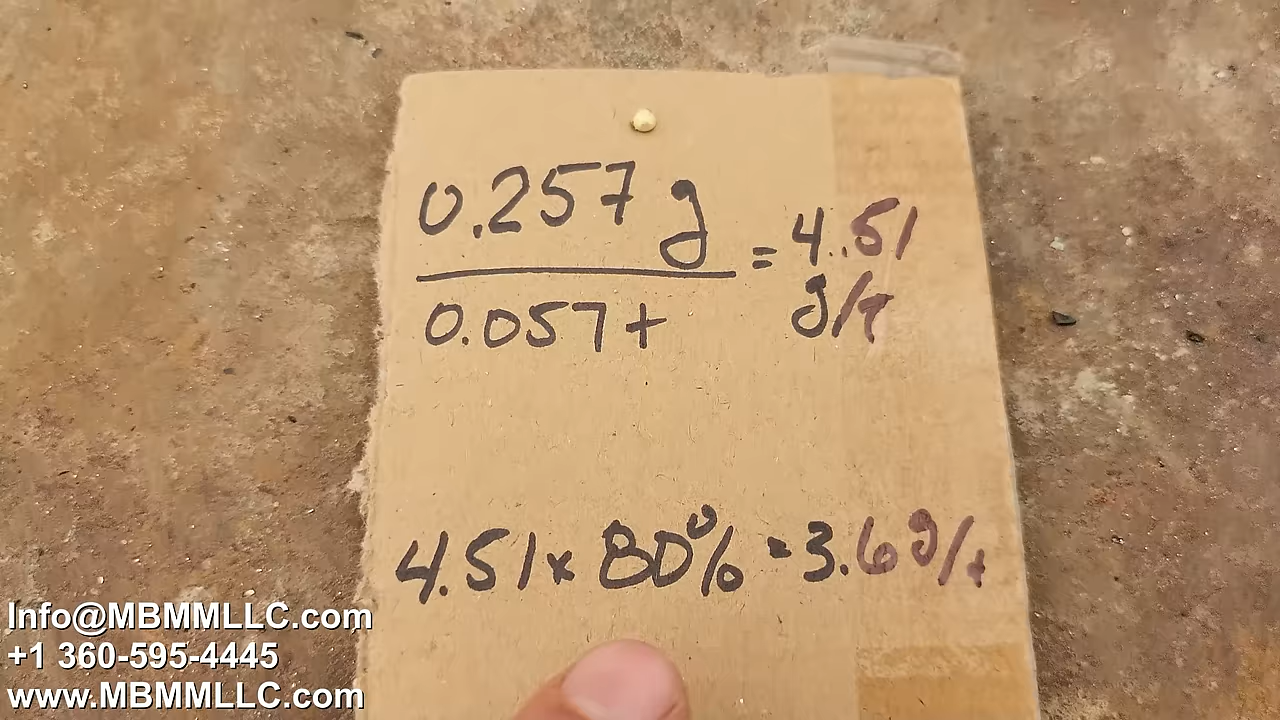 0.257 g
0.057 t
= 4.51
g/t
4.51 x 80% = 3.6 g/t
Info@MBMMLLC.com
+1 360-595-4445
www.MBMMLLC.com